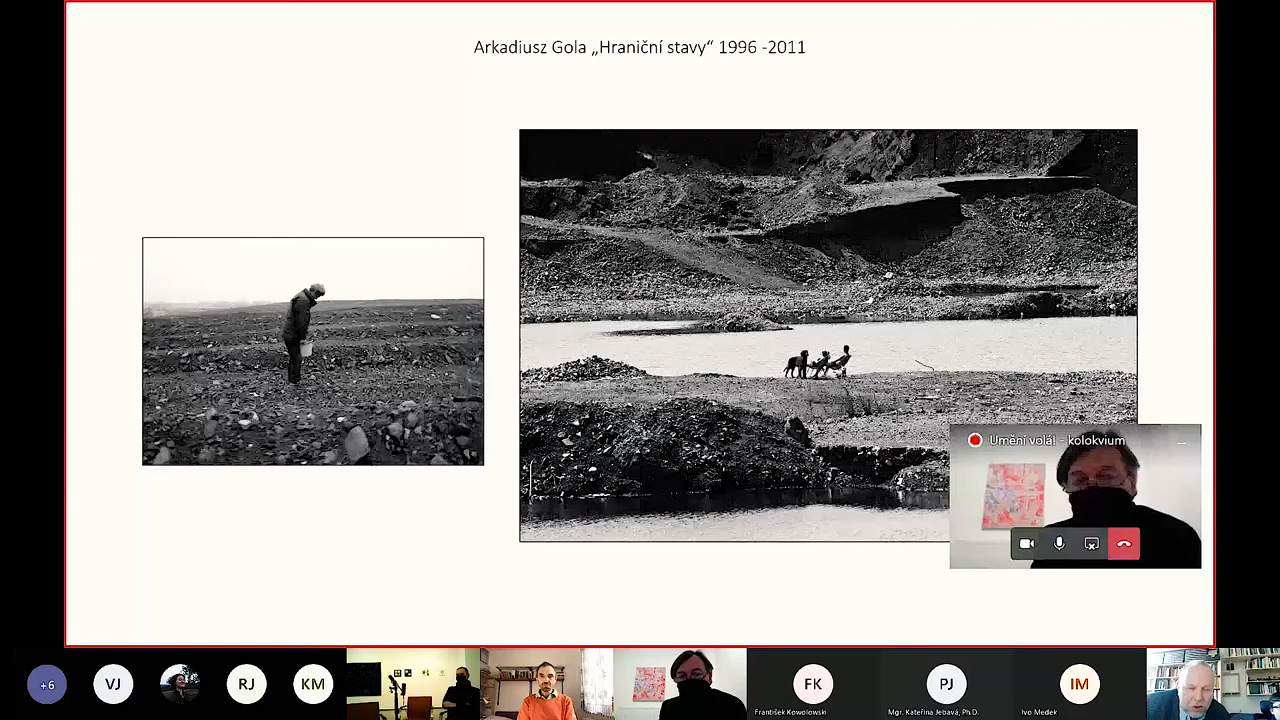 Arkadiusz Gola „Hraniční stavy“ 1996 -2011
Umění volá! - kolokvium
+6
VJ
RJ
KM
FK
František Kowolowski
PJ
Mgr. Kateřina Jebavá, Ph.D.
IM
Ivo Medek